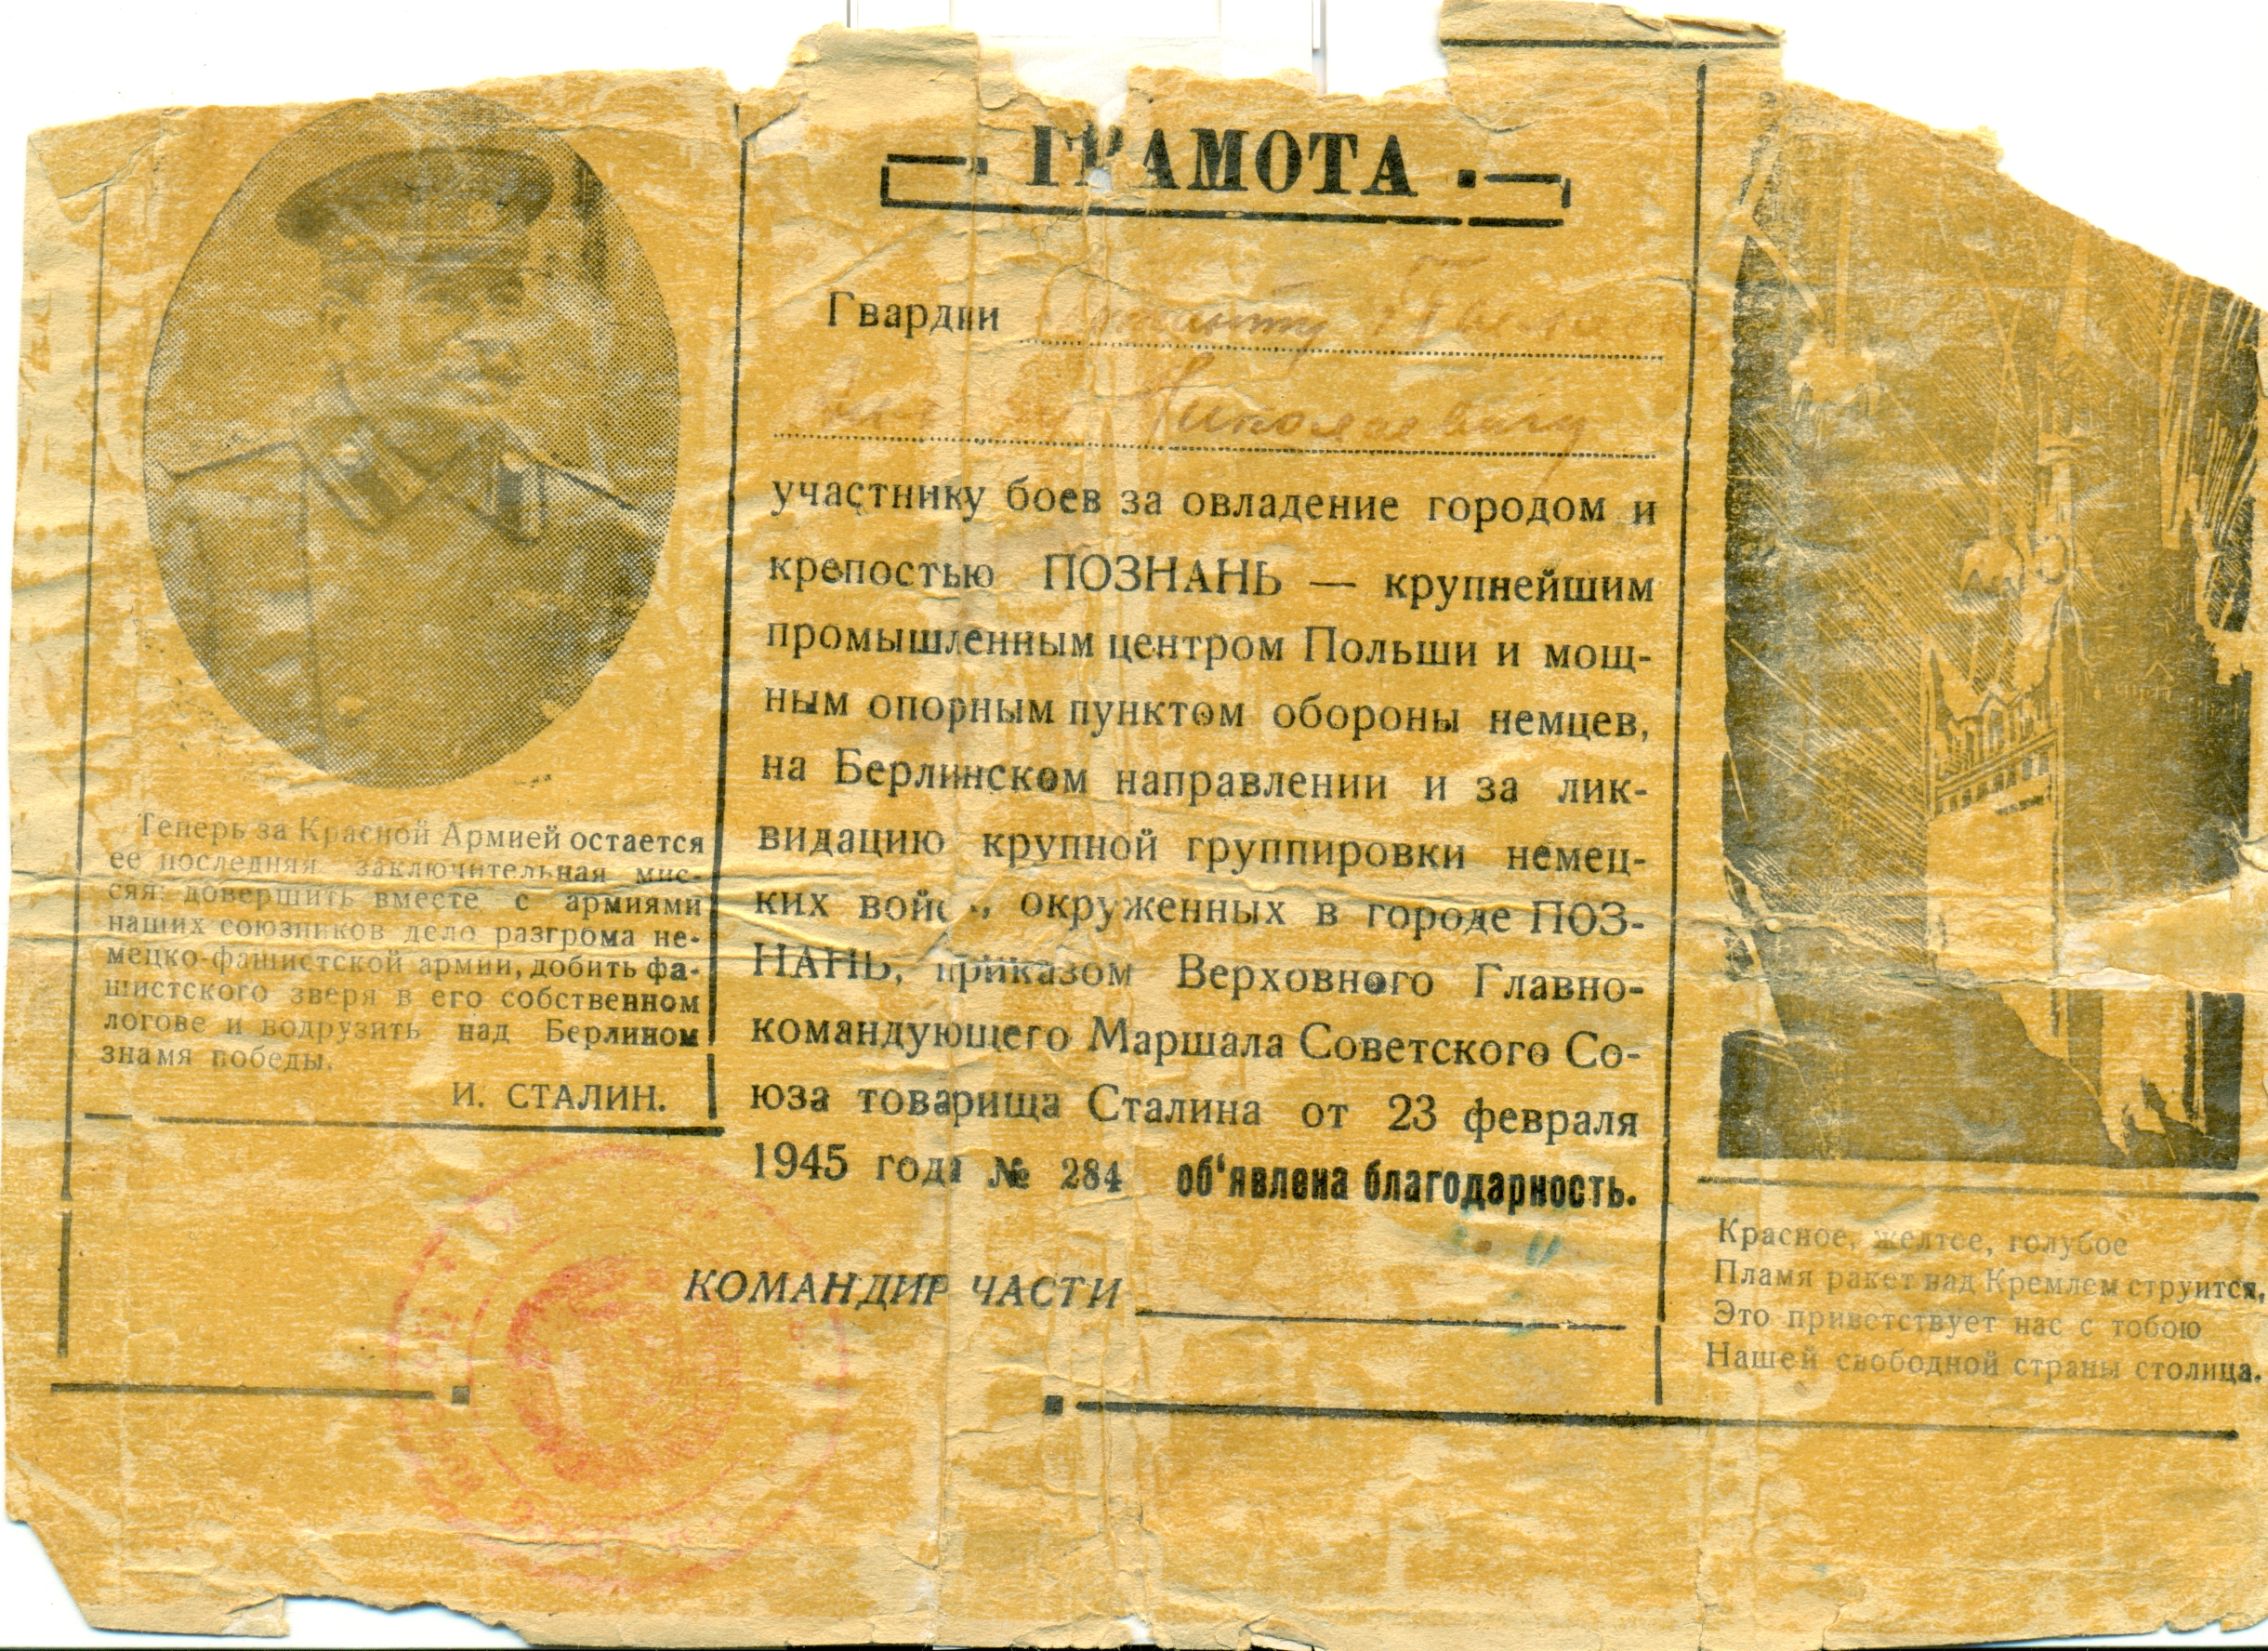 ГРАМОТА
Теперь за Красной Армией остается
ее последняя заключительная мис-
сия: довершить вместе с армиями
наших союзников дело разгрома не-
мецко-фашистской армии, добить фа-
шистского зверя в его собственном
логове и водрузить над Берлином
знамя победы.
И. СТАЛИН.
Гвардии
Николаевичу
участнику боев за овладение городом и
крепостью ПОЗНАНЬ — крупнейшим
промышленным центром Польши и мощ-
ным опорным пунктом обороны немцев,
на Берлинском направлении и за лик-
видацию крупной группировки немец-
ких войск, окруженных в городе ПОЗ-
НАНЬ, приказом Верховного Главно-
командующего Маршала Советского Со-
юза товарища Сталина от 23 февраля
1945 года № 284 об'явлена благодарность.
КОМАНДИР ЧАСТИ
Красное, желтое, голубое
Пламя ракет над Кремлем струится,
Это приветствует нас с тобою
Нашей свободной страны столица.